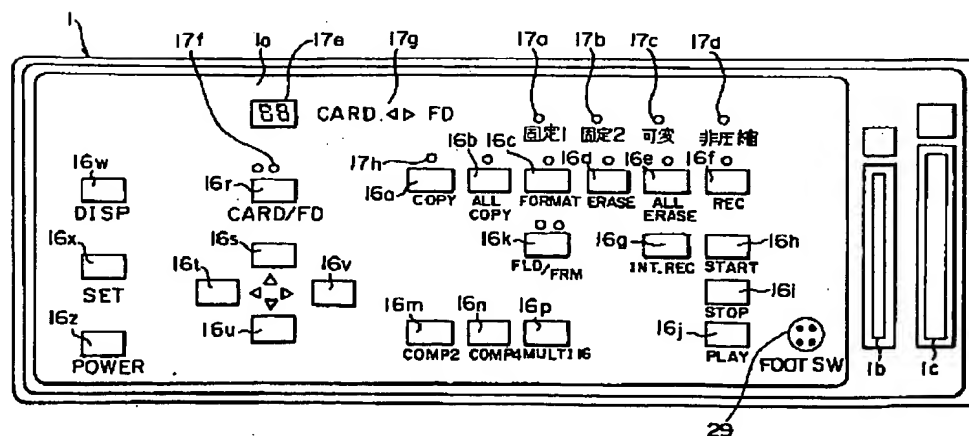 1 17f 1a 17e 17g 17a 17b 17c 17d
88 CARD. ◁▷ FD 固定1 固定2 可変 非圧縮
16w 16r 17h 16a 16b 16c 16d 16e 16f
DISP CARD/FD COPY ALL COPY FORMAT ERASE ALL ERASE REC
16x 16s 16k 16g 16h
SET FLD/FRM INT.REC START
16t 16v 16i
STOP
16z 16u 16m 16n 16p 16j
POWER COMP2 COMP4 MULTI16 PLAY FOOT SW 1b 1c
29